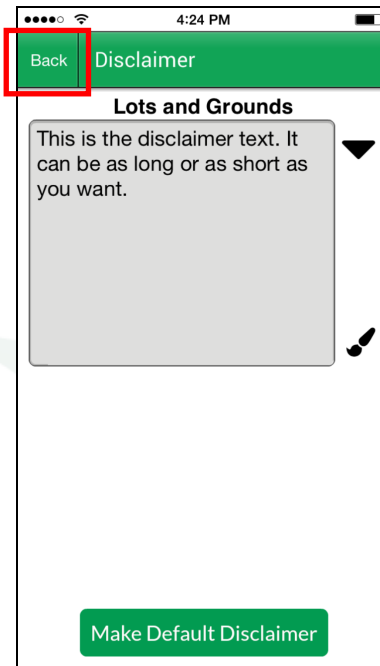 4:24 PM
Back Disclaimer
Lots and Grounds
This is the disclaimer text. It
can be as long or as short as
you want.
Make Default Disclaimer